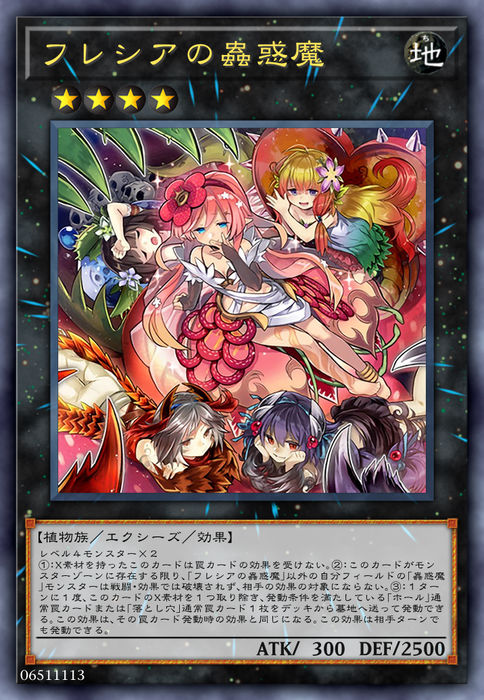 フレシアの蟲惑魔
地
ち
【植物族／エクシーズ／効果】
レベル４モンスター×２
①：X素材を持ったこのカードは罠カードの効果を受けない。②：このカードがモン
スターゾーンに存在する限り、「フレシアの蟲惑魔」以外の自分フィールドの「蟲惑
魔」モンスターは戦闘・効果では破壊されず、相手の効果の対象にならない。③：１ター
ンに１度、このカードのX素材を１つ取り除き、発動条件を満たしている「ホール」通
常罠カードまたは「落とし穴」通常罠カード１枚をデッキから墓地へ送って発動でき
る。この効果は、その罠カード発動時の効果と同じになる。この効果は相手ターンで
も発動できる。
ATK/ 300 DEF/2500
06511113